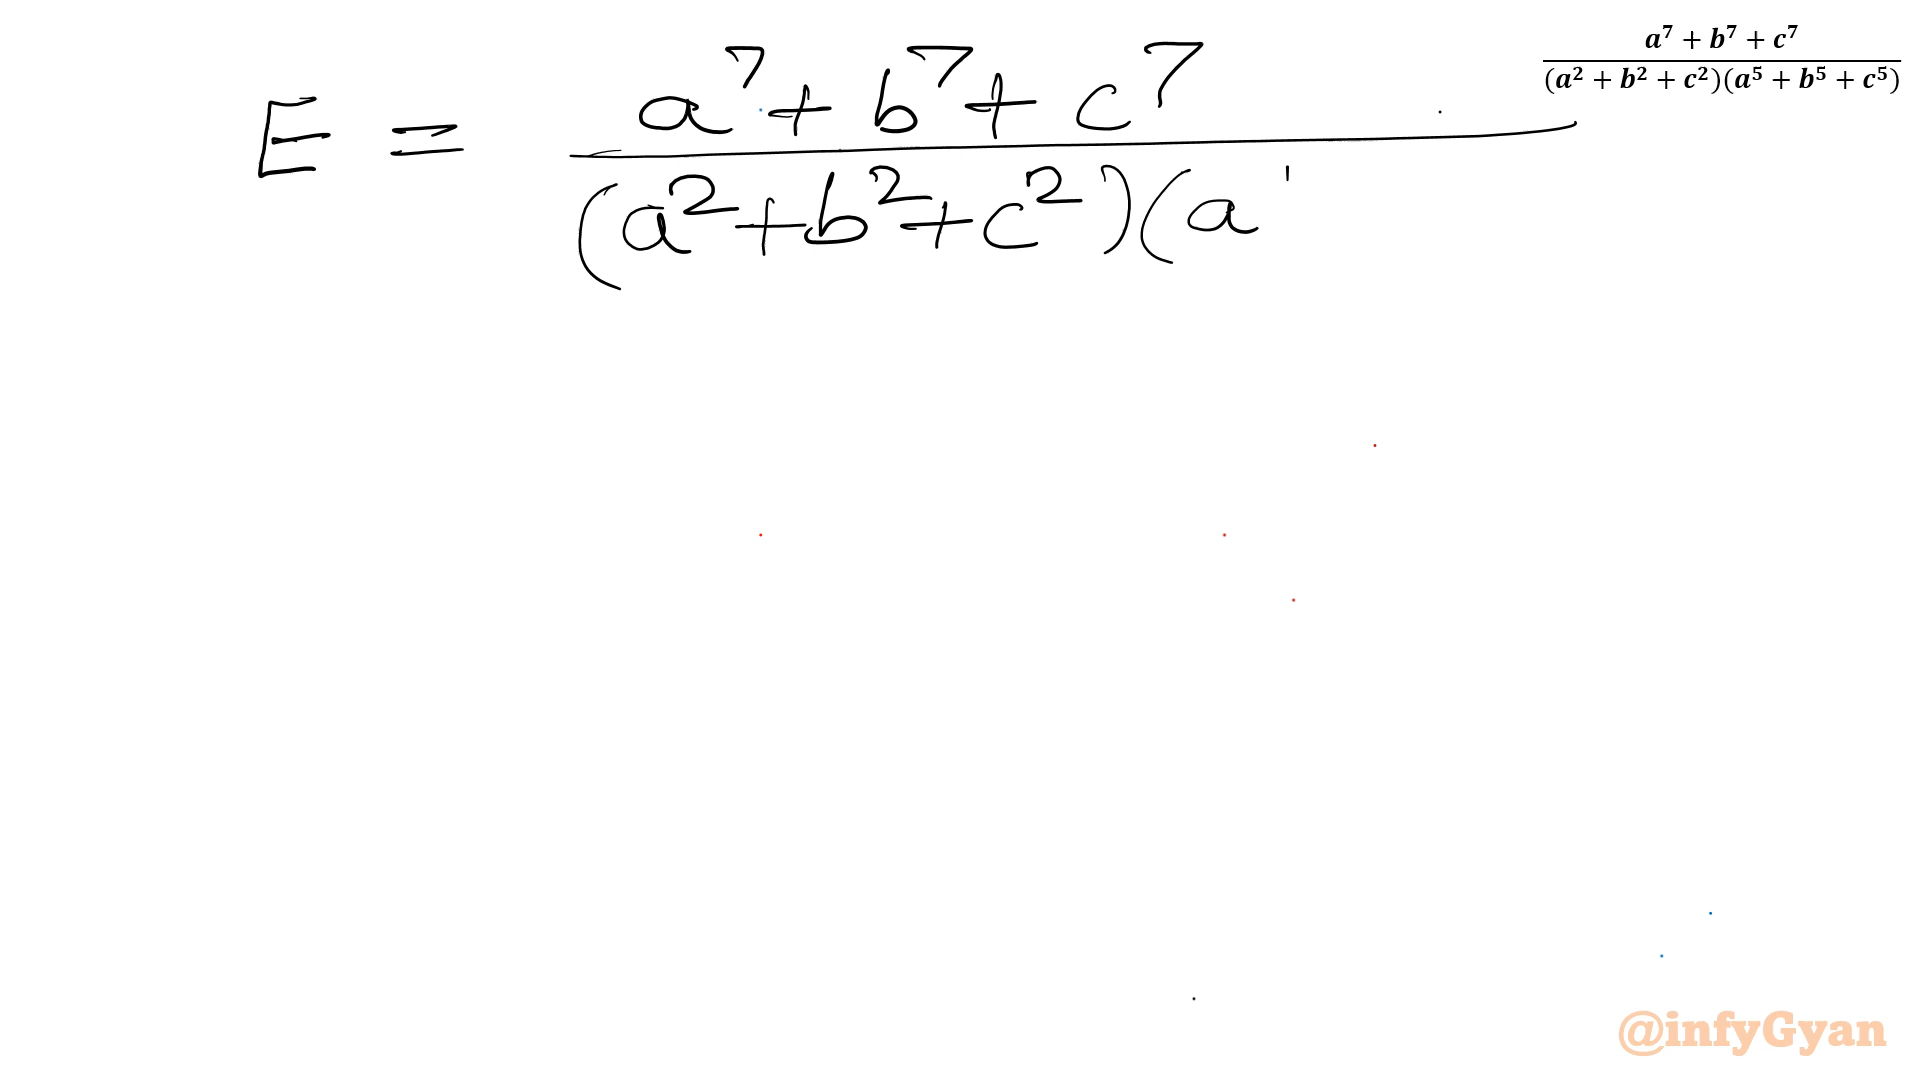 E = (a⁷ + b⁷ + c⁷) / (a² + b² + c²)(a '
(a⁷ + b⁷ + c⁷) / (a² + b² + c²)(a⁵ + b⁵ + c⁵)
@infyGyan